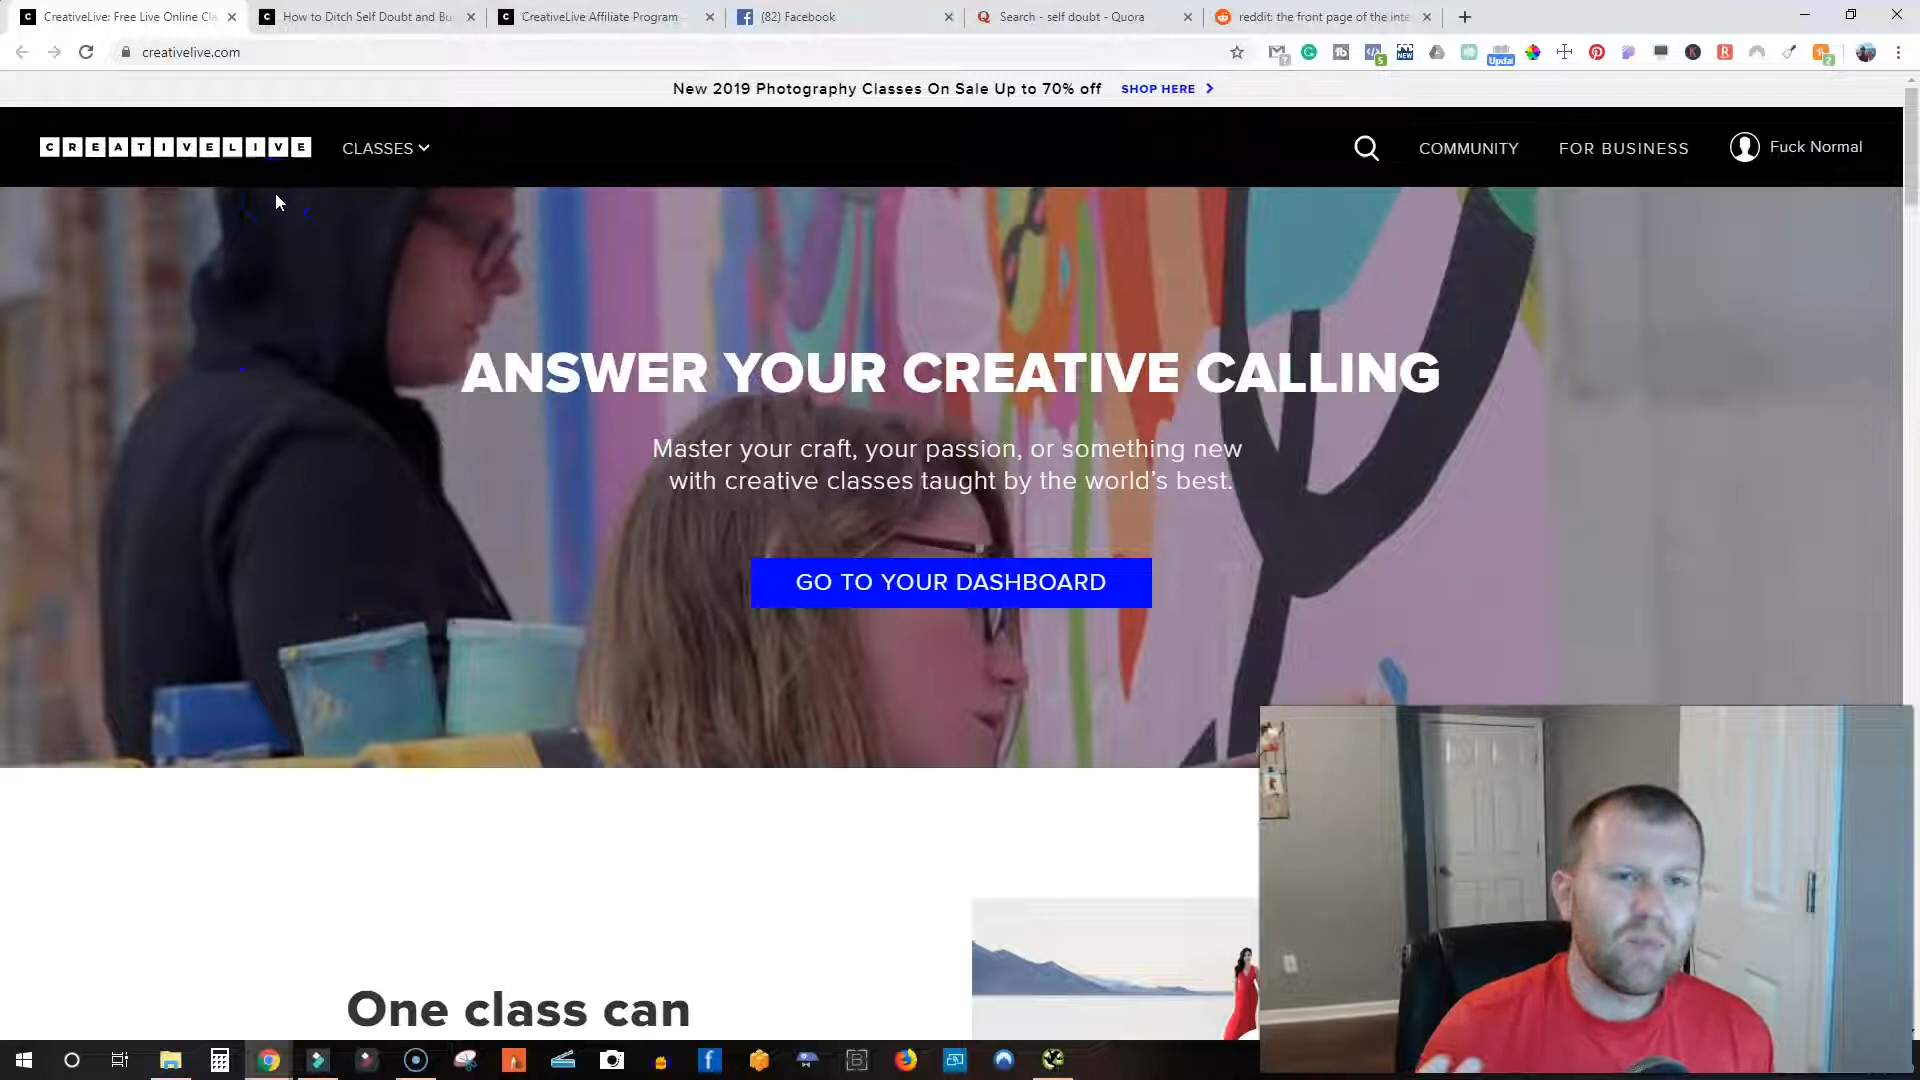 CreativeLive: Free Live Online Cla
How to Ditch Self Doubt and Bu
CreativeLive Affiliate Program
(82) Facebook
Search - self doubt - Quora
reddit: the front page of the inte
creativelive.com
New 2019 Photography Classes On Sale Up to 70% off SHOP HERE
CREATIVELIVE
CLASSES
COMMUNITY
FOR BUSINESS
Fuck Normal
ANSWER YOUR CREATIVE CALLING
Master your craft, your passion, or something new
with creative classes taught by the world's best.
GO TO YOUR DASHBOARD
One class can